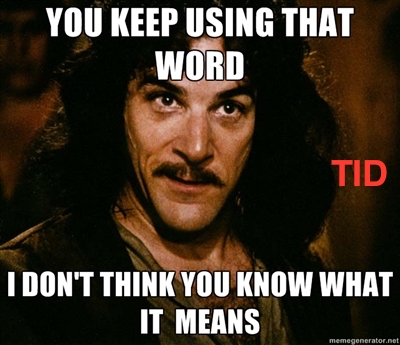 YOU KEEP USING THAT
WORD
TID
I DON'T THINK YOU KNOW WHAT
IT MEANS
memegenerator.net